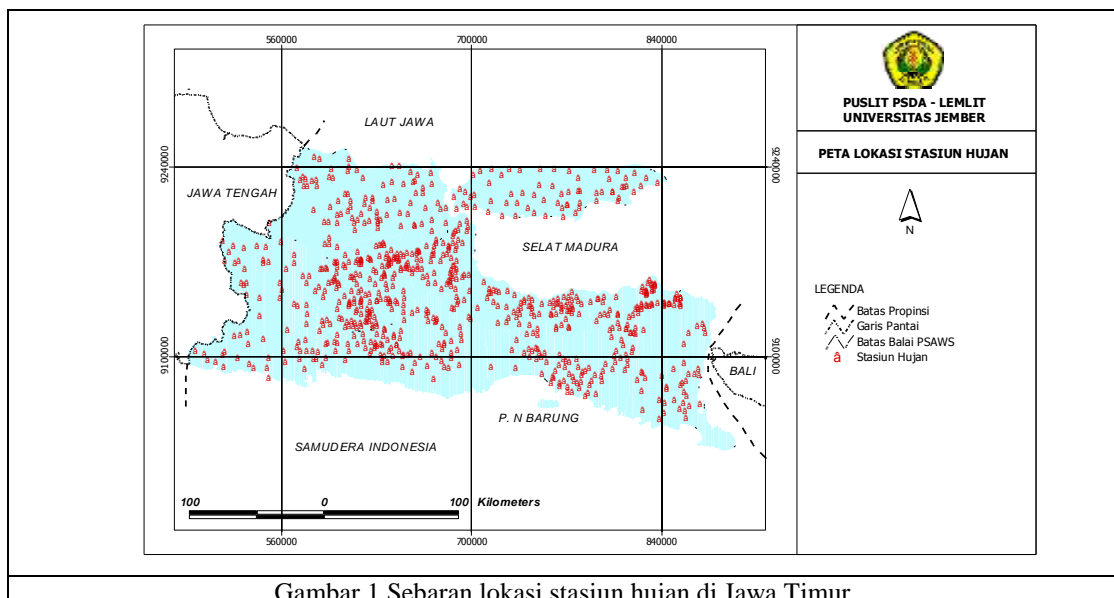 560000 700000 840000
LAUT JAWA
9240000 9240000
JAWA TENGAH
SELAT MADURA
9100000 9100000
BALI
P. N BARUNG
SAMUDERA INDONESIA
100 0 100 Kilometers
560000 700000 840000
PUSLIT PSDA - LEMLIT
UNIVERSITAS JEMBER
PETA LOKASI STASIUN HUJAN
N
LEGENDA
Batas Propinsi
Garis Pantai
Batas Balai PSAWS
Stasiun Hujan
Gambar 1 Sebaran lokasi stasiun hujan di Jawa Timur